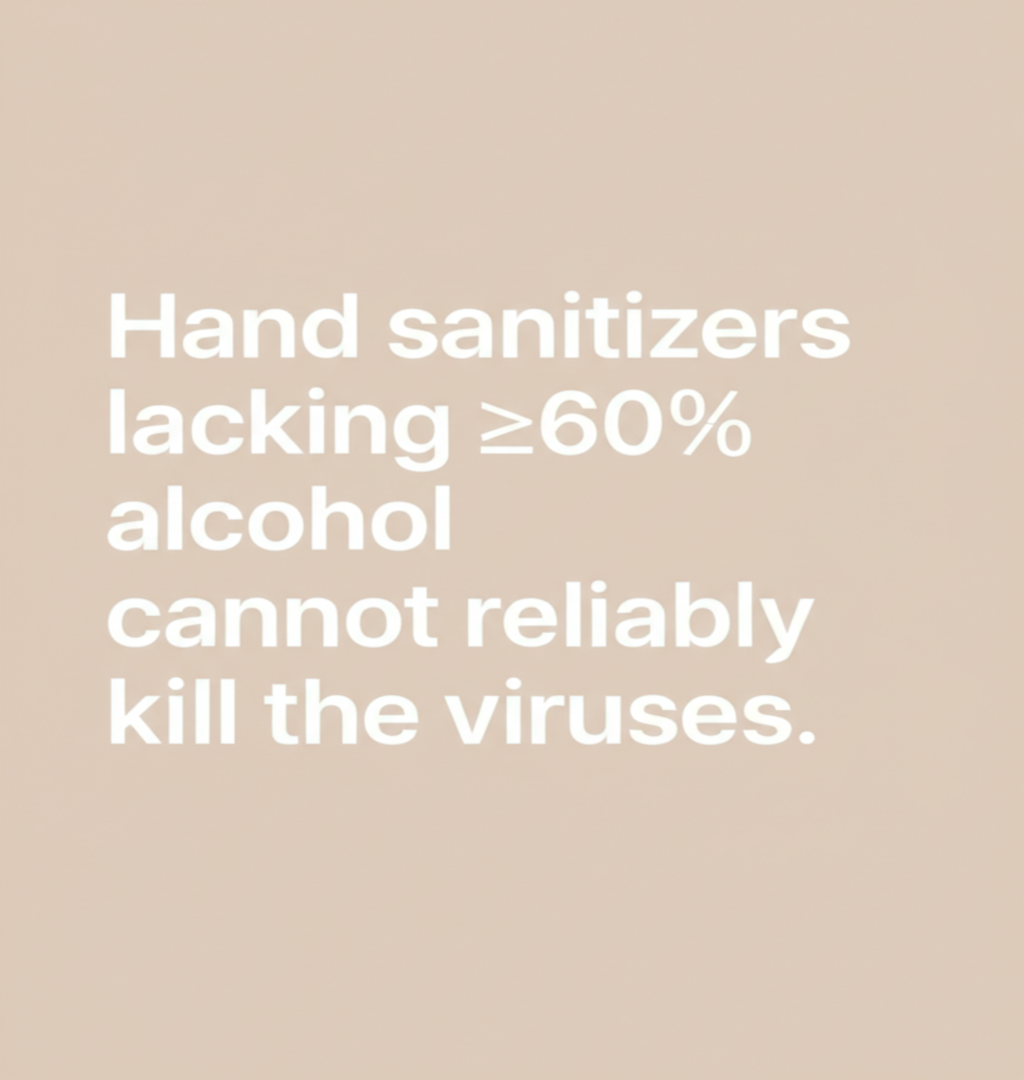 Hand sanitizers
lacking ≥60%
alcohol
cannot reliably
kill the viruses.